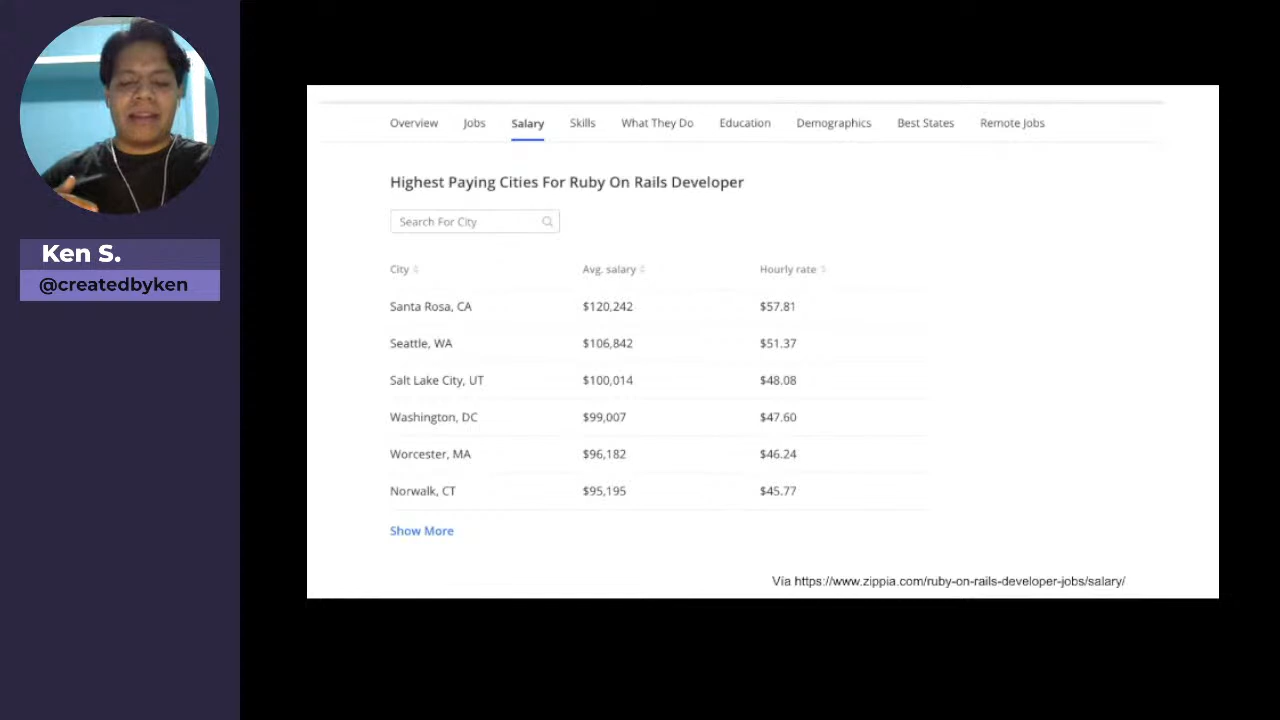 Ken S.
@createdbyken
Overview Jobs Salary Skills What They Do Education Demographics Best States Remote Jobs
Highest Paying Cities For Ruby On Rails Developer
Search For City
City Avg. salary Hourly rate
Santa Rosa, CA $120,242 $57.81
Seattle, WA $106,842 $51.37
Salt Lake City, UT $100,014 $48.08
Washington, DC $99,007 $47.60
Worcester, MA $96,182 $46.24
Norwalk, CT $95,195 $45.77
Show More
Via https://www.zippia.com/ruby-on-rails-developer-jobs/salary/